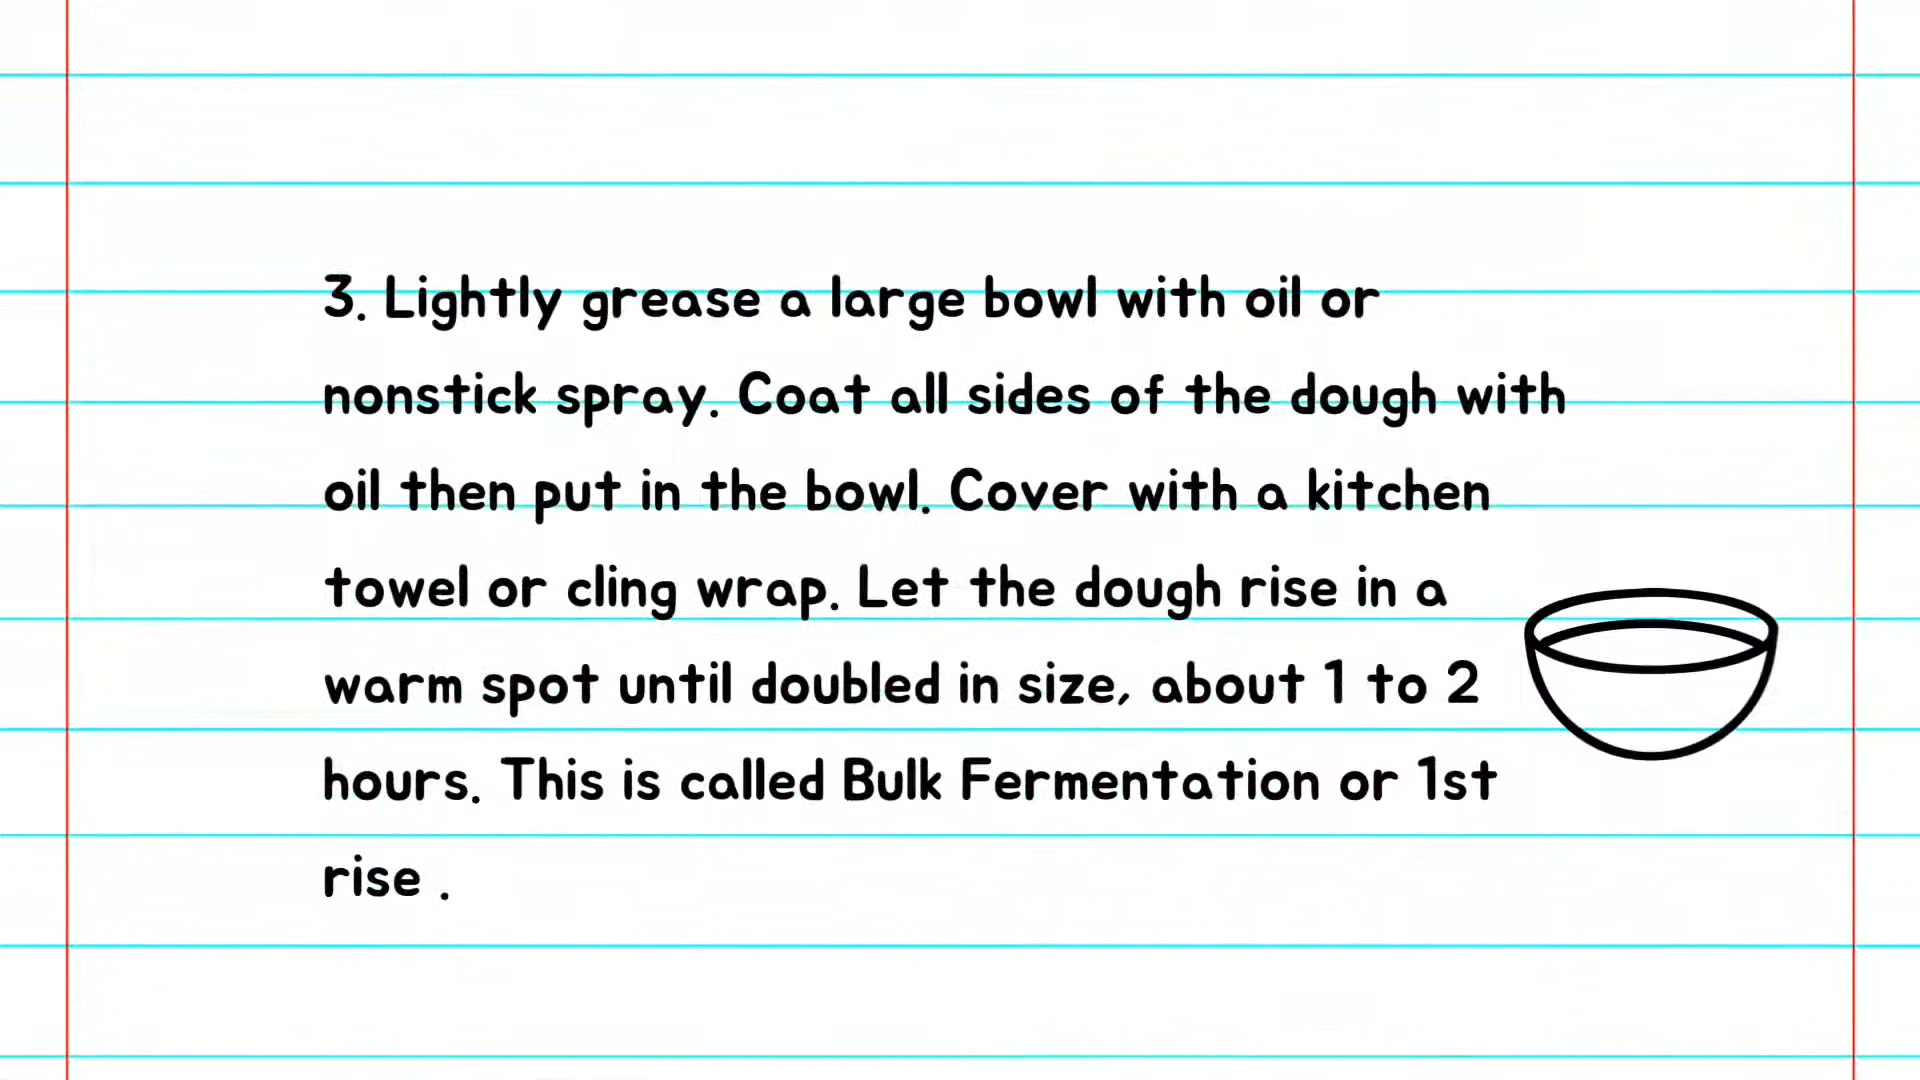 3. Lightly grease a large bowl with oil or
nonstick spray. Coat all sides of the dough with
oil then put in the bowl. Cover with a kitchen
towel or cling wrap. Let the dough rise in a
warm spot until doubled in size, about 1 to 2
hours. This is called Bulk Fermentation or 1st
rise .